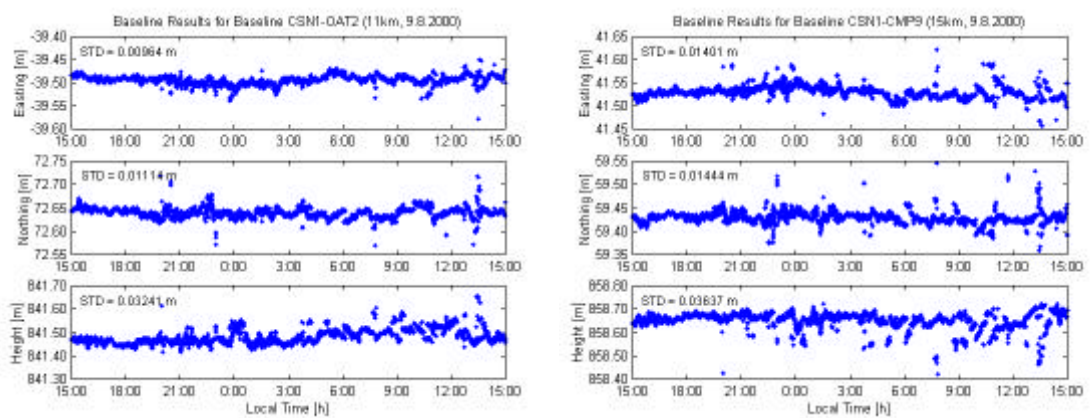 Baseline Results for Baseline CSN1-OAT2 (11km, 9.8.2000)
-39.40
-39.45
-39.50
-39.55
-39.60
Easting [m]
STD = 0.00964 m
15:00 18:00 21:00 0:00 3:00 6:00 9:00 12:00 15:00
72.75
72.70
72.65
72.60
72.55
Northing [m]
STD = 0.01114 m
15:00 18:00 21:00 0:00 3:00 6:00 9:00 12:00 15:00
841.70
841.60
841.50
841.40
841.30
Height [m]
STD = 0.03241 m
15:00 18:00 21:00 0:00 3:00 6:00 9:00 12:00 15:00
Local Time [h]
Baseline Results for Baseline CSN1-CMP9 (15km, 9.8.2000)
41.65
41.60
41.55
41.50
41.45
Easting [m]
STD = 0.01401 m
15:00 18:00 21:00 0:00 3:00 6:00 9:00 12:00 15:00
59.55
59.50
59.45
59.40
59.35
Northing [m]
STD = 0.01444 m
15:00 18:00 21:00 0:00 3:00 6:00 9:00 12:00 15:00
858.80
858.70
858.60
858.50
858.40
Height [m]
STD = 0.03637 m
15:00 18:00 21:00 0:00 3:00 6:00 9:00 12:00 15:00
Local Time [h]